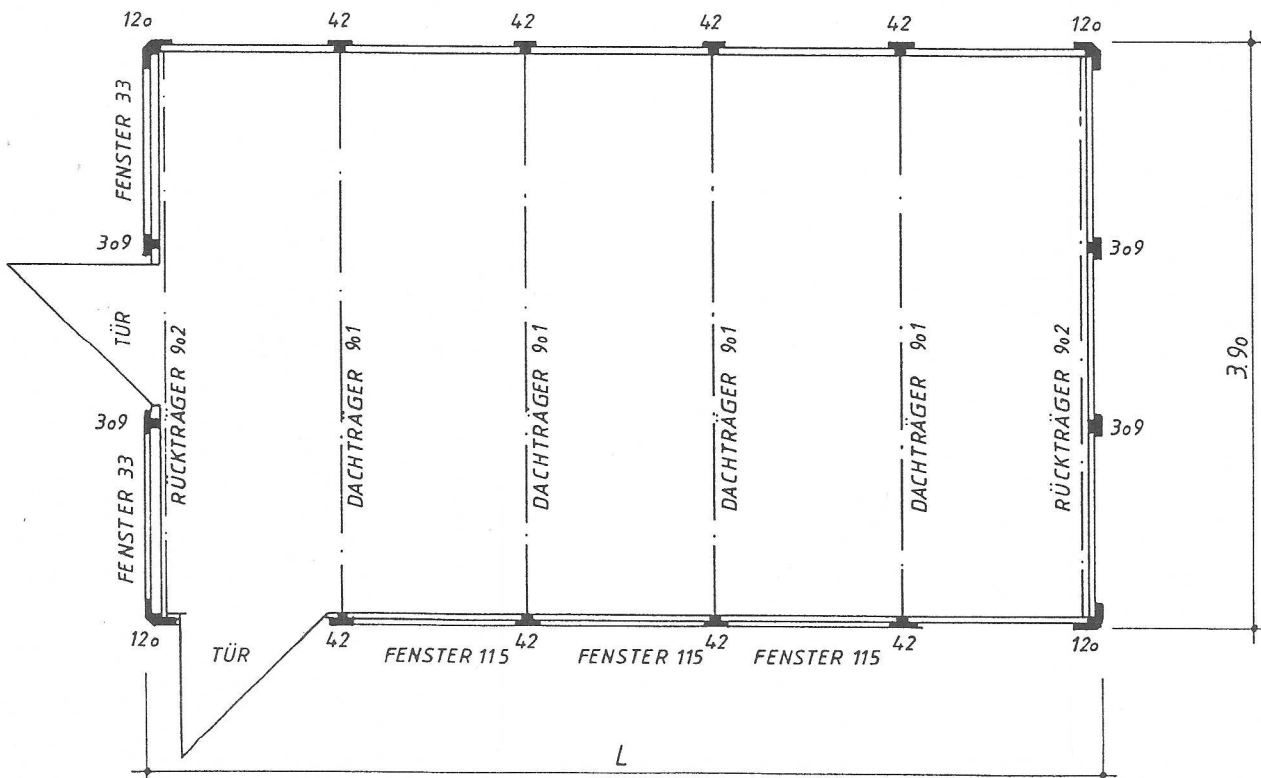 12o 42 42 42 42 12o
FENSTER 33
3o9
3o9
TÜR
RÜCKTRÄGER 9o2
DACHTRÄGER 9o1
DACHTRÄGER 9o1
DACHTRÄGER 9o1
DACHTRÄGER 9o1
RÜCKTRÄGER 9o2
3.9o
3o9
3o9
FENSTER 33
12o
TÜR
42
FENSTER 115
42
FENSTER 115
42
FENSTER 115
42
12o
L